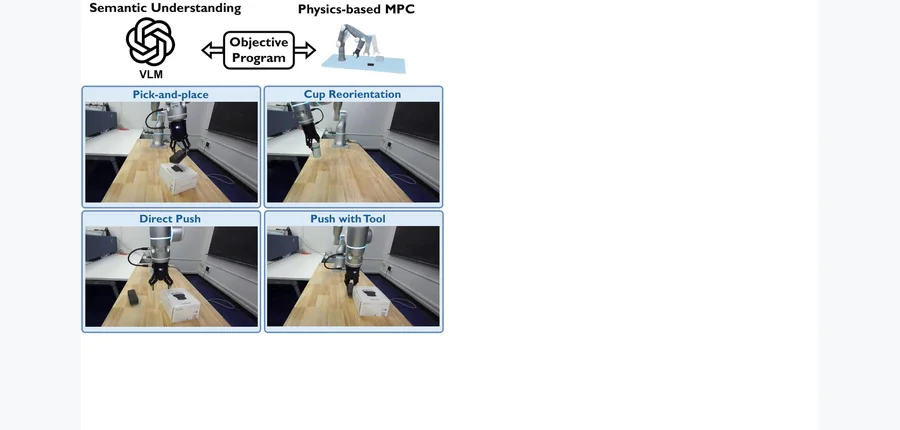 Semantic Understanding
Physics-based MPC
Objective
Program
VLM
Pick-and-place
Cup Reorientation
Direct Push
Push with Tool